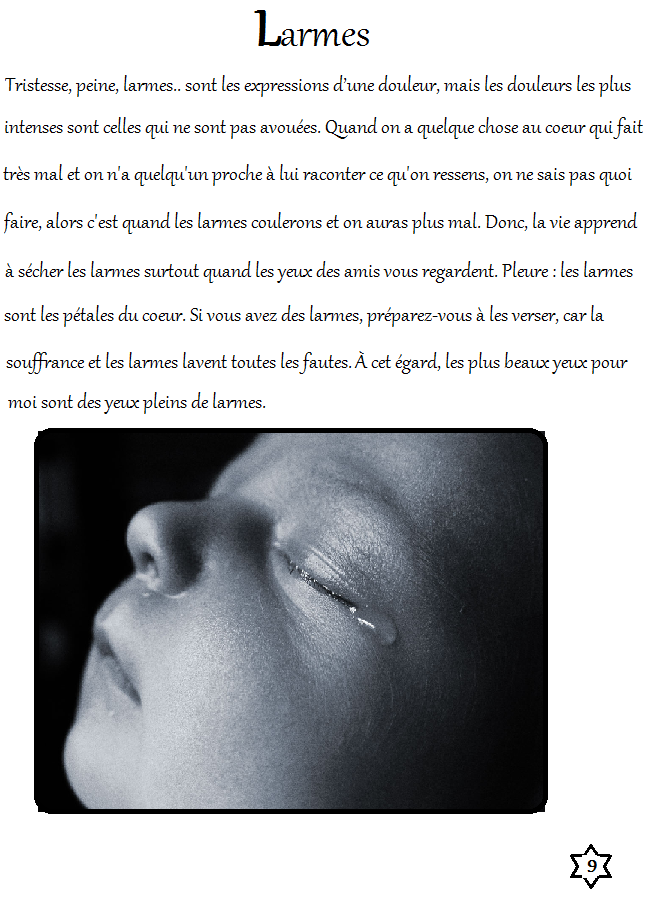 Larmes
Tristesse, peine, larmes.. sont les expressions d’une douleur, mais les douleurs les plus
intenses sont celles qui ne sont pas avouées. Quand on a quelque chose au coeur qui fait
très mal et on n'a quelqu'un proche à lui raconter ce qu'on ressens, on ne sais pas quoi
faire, alors c'est quand les larmes coulerons et on auras plus mal. Donc, la vie apprend
à sécher les larmes surtout quand les yeux des amis vous regardent. Pleure : les larmes
sont les pétales du coeur. Si vous avez des larmes, préparez-vous à les verser, car la
souffrance et les larmes lavent toutes les fautes. À cet égard, les plus beaux yeux pour
moi sont des yeux pleins de larmes.
9